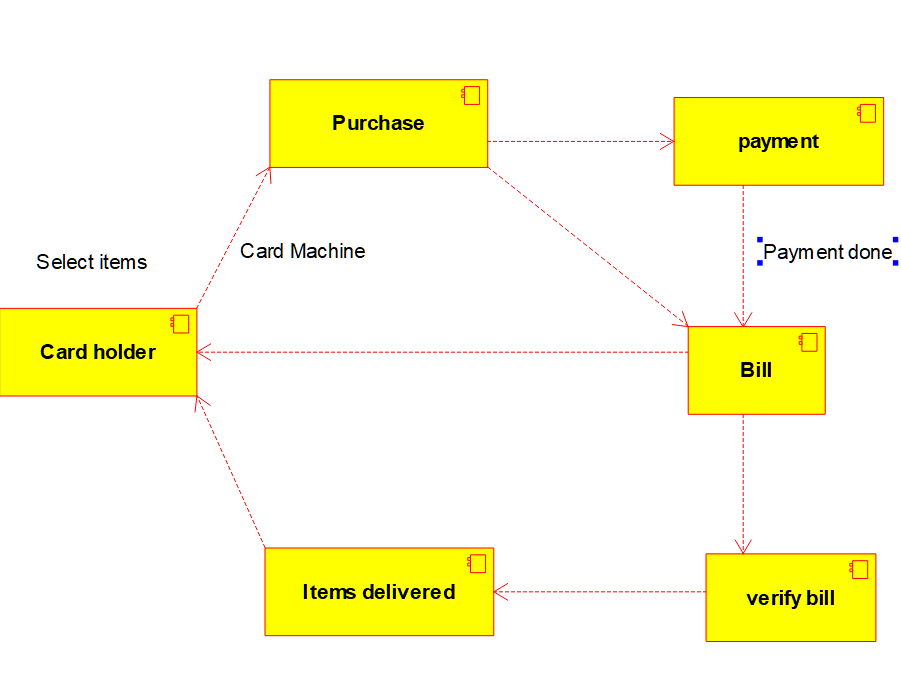 Purchase
payment
Select items
Card Machine
Payment done
Card holder
Bill
Items delivered
verify bill